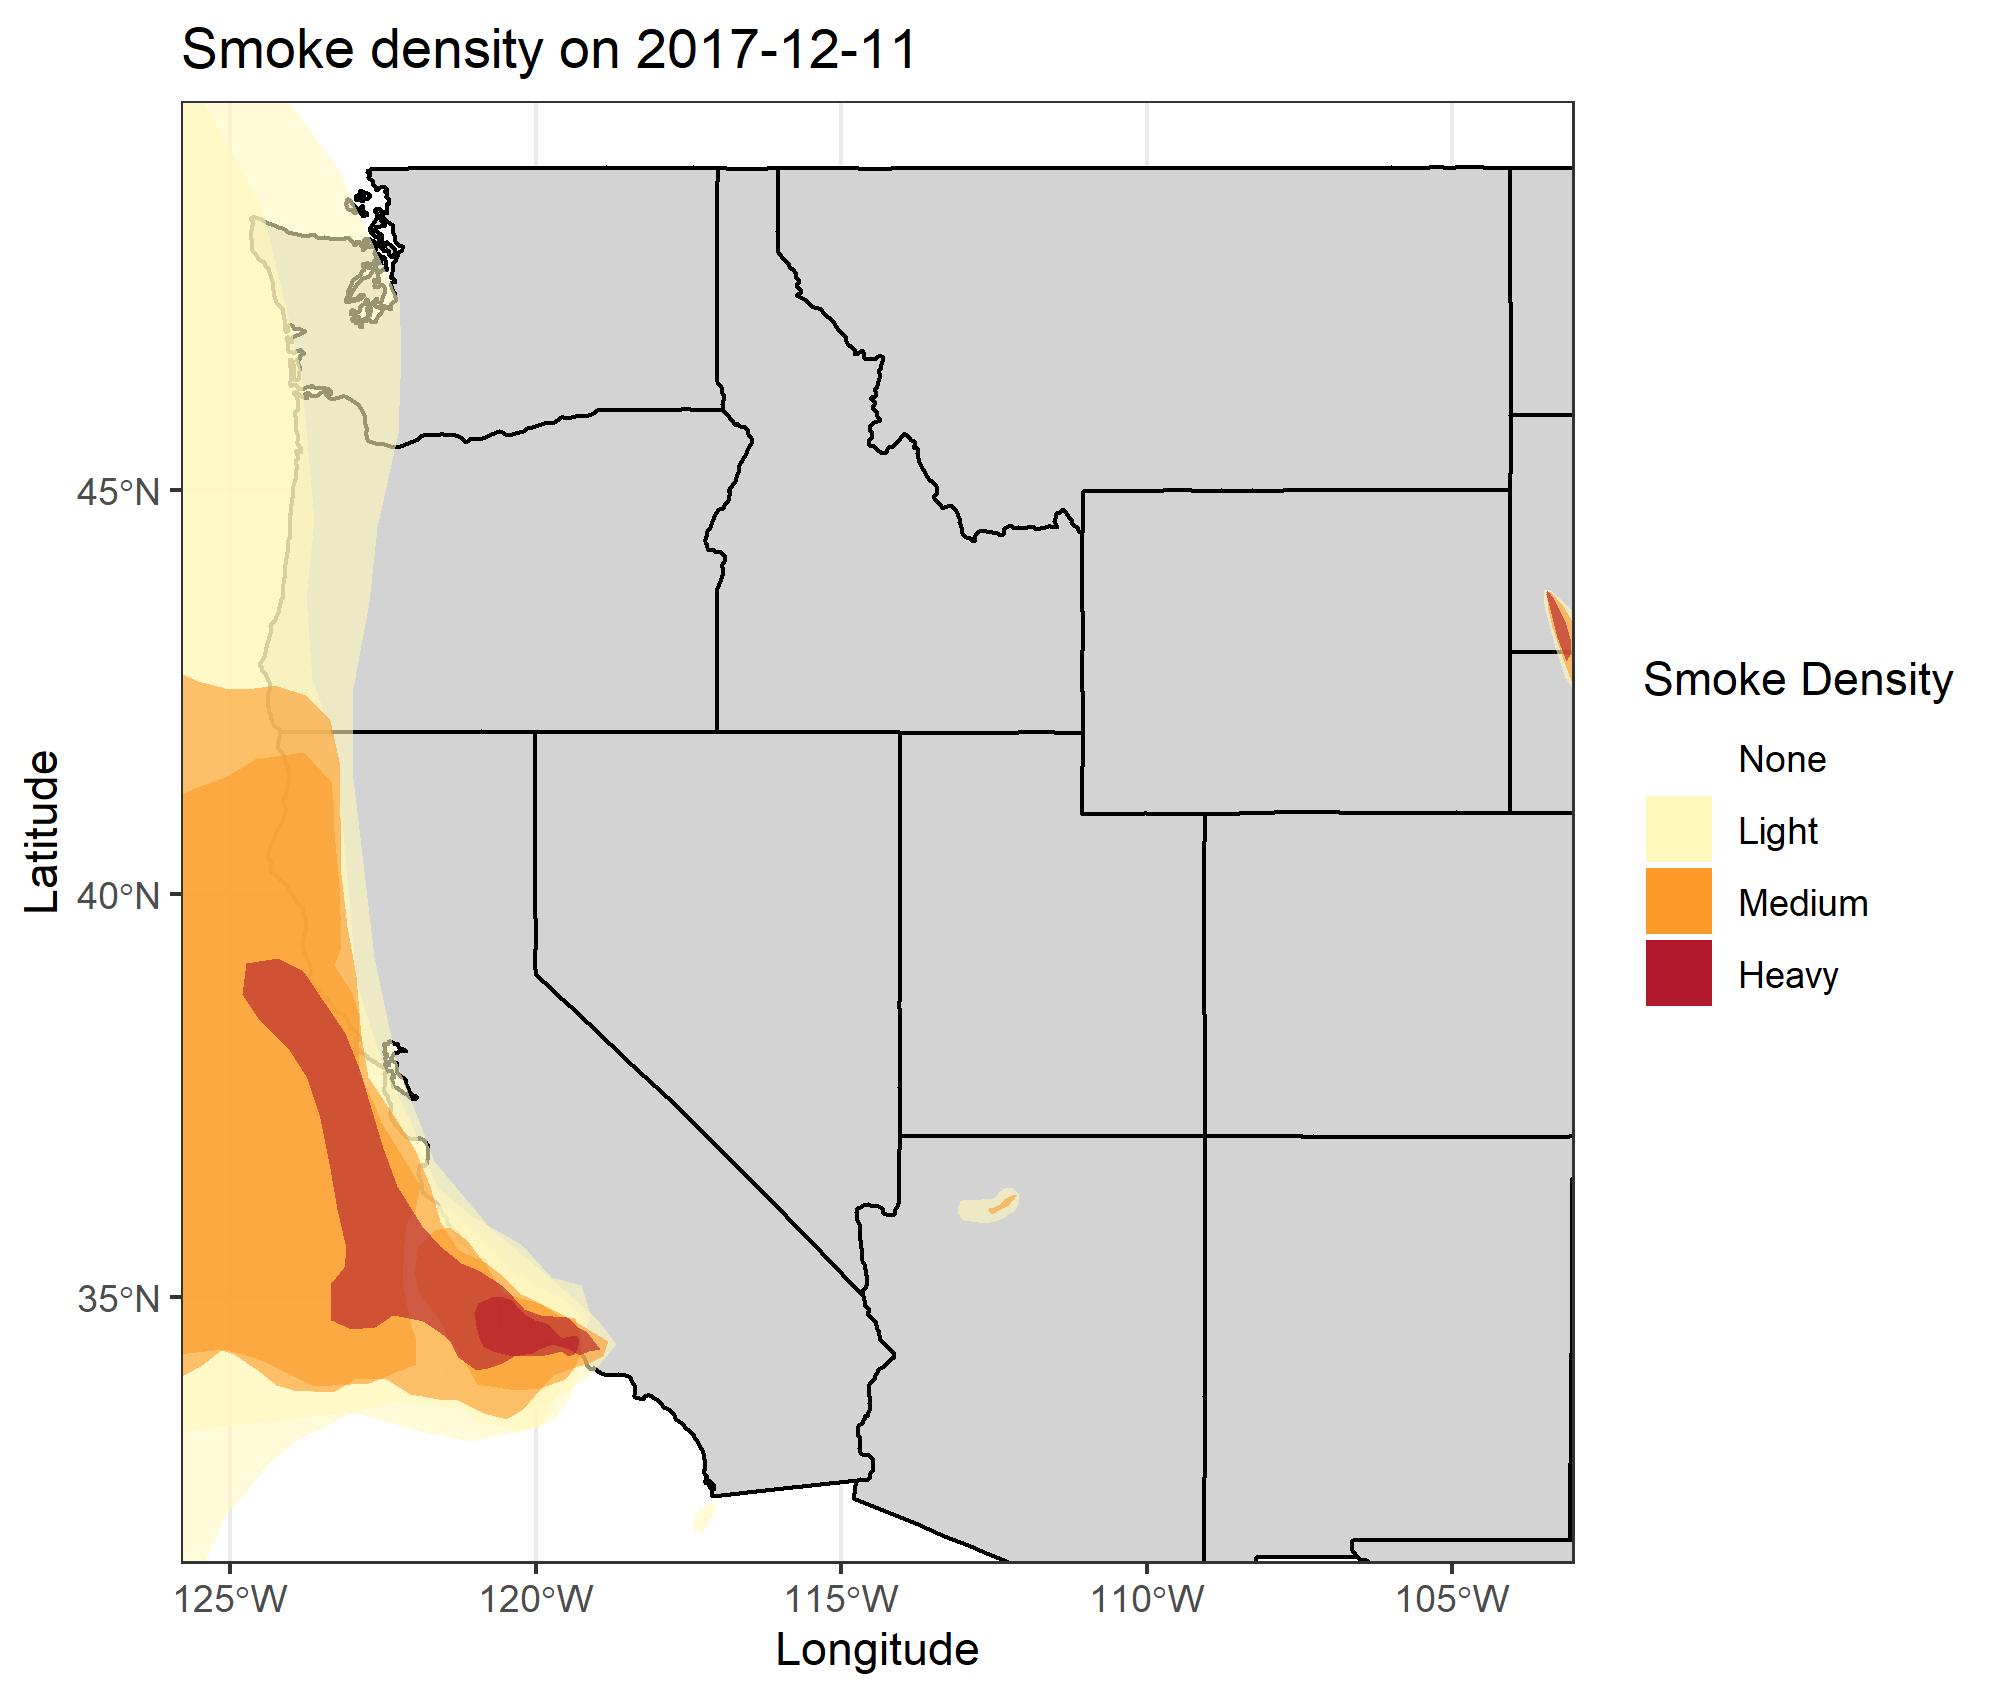 Smoke density on 2017-12-11
45°N
40°N
35°N
Latitude
125°W
120°W
115°W
110°W
105°W
Longitude
Smoke Density
None
Light
Medium
Heavy